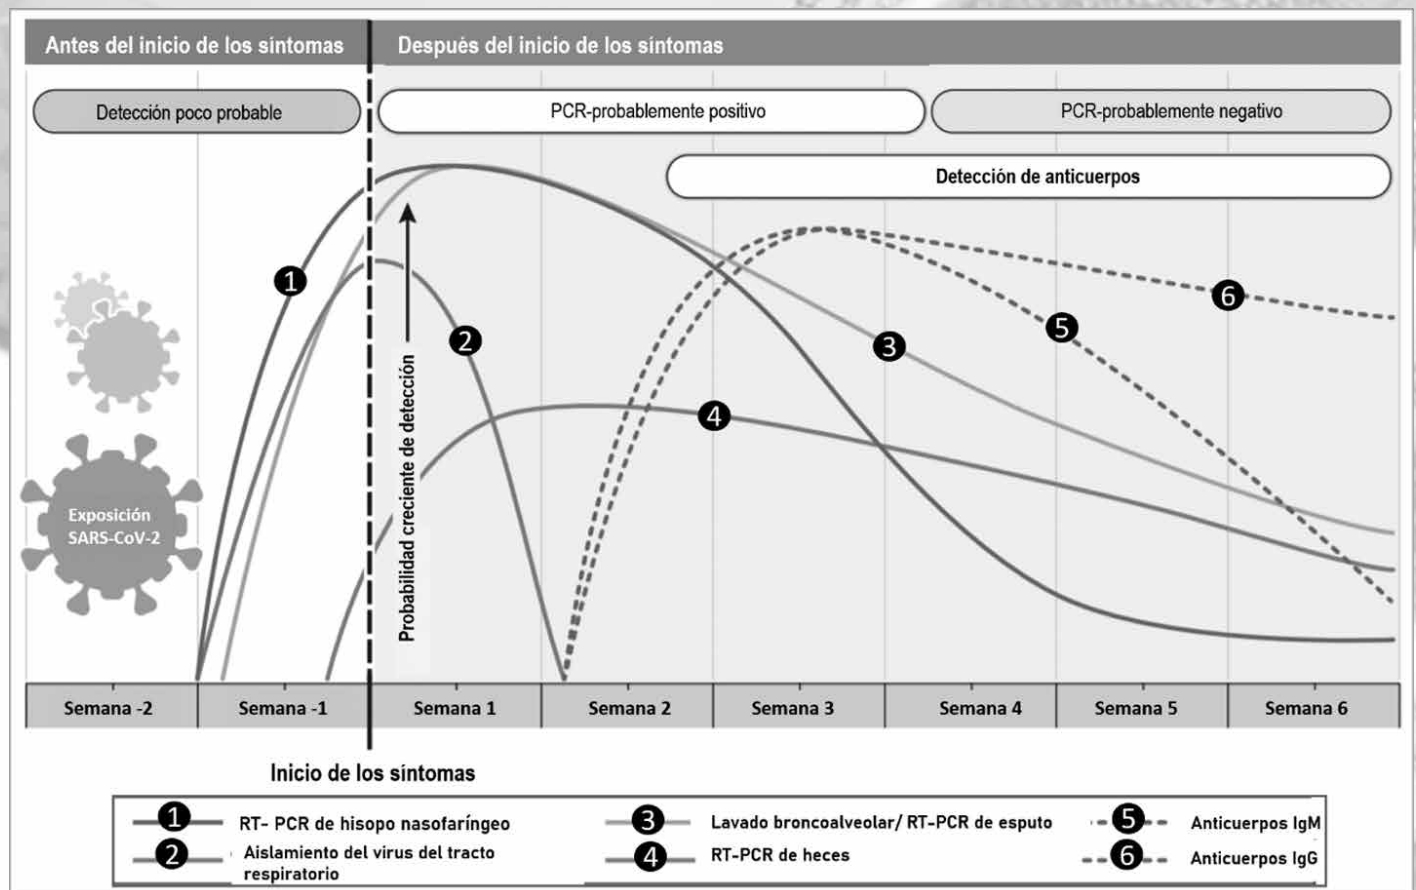 Antes del inicio de los síntomas
Después del inicio de los síntomas
Detección poco probable
PCR-probablemente positivo
PCR-probablemente negativo
Detección de anticuerpos
1
2
3
4
5
6
Probabilidad creciente de detección
Exposición
SARS-CoV-2
Semana -2
Semana -1
Semana 1
Semana 2
Semana 3
Semana 4
Semana 5
Semana 6
Inicio de los síntomas
1 RT- PCR de hisopo nasofaríngeo
2 Aislamiento del virus del tracto
respiratorio
3 Lavado broncoalveolar/ RT-PCR de esputo
4 RT-PCR de heces
5 Anticuerpos IgM
6 Anticuerpos IgG